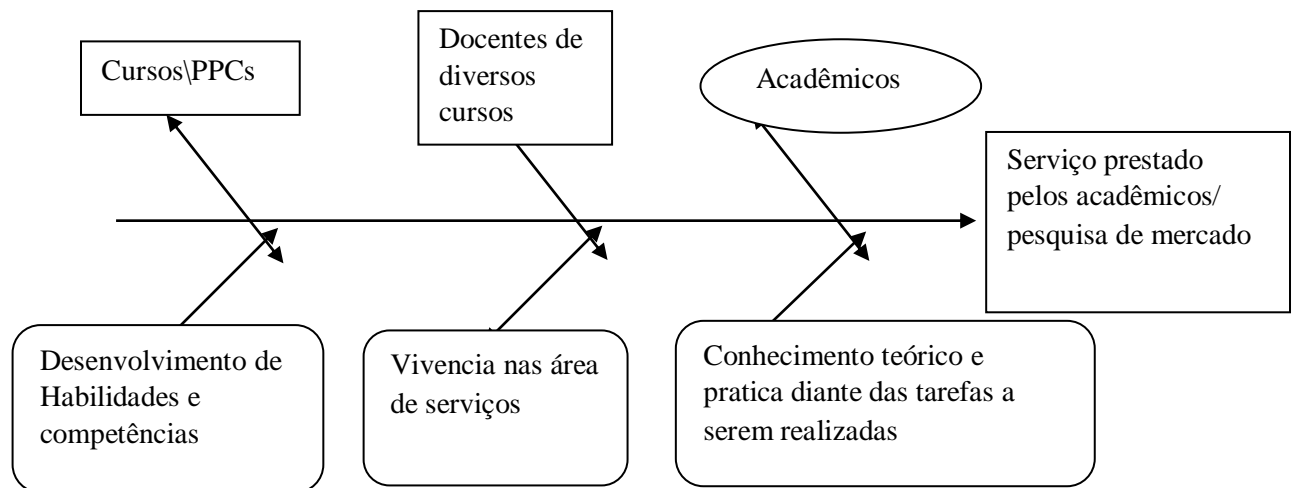 Cursos\PPCs
Docentes de
diversos
cursos
Acadêmicos
Serviço prestado
pelos acadêmicos/
pesquisa de mercado
Desenvolvimento de
Habilidades e
competências
Vivencia nas área
de serviços
Conhecimento teórico e
pratica diante das tarefas a
serem realizadas